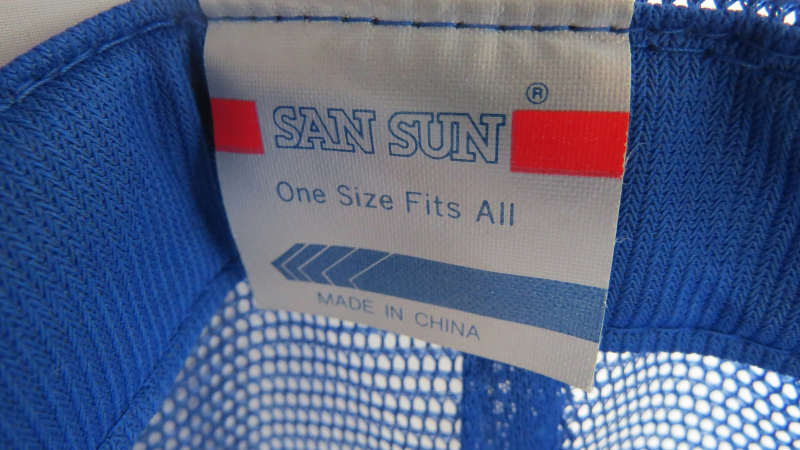 SAN SUN ®
One Size Fits All
MADE IN CHINA